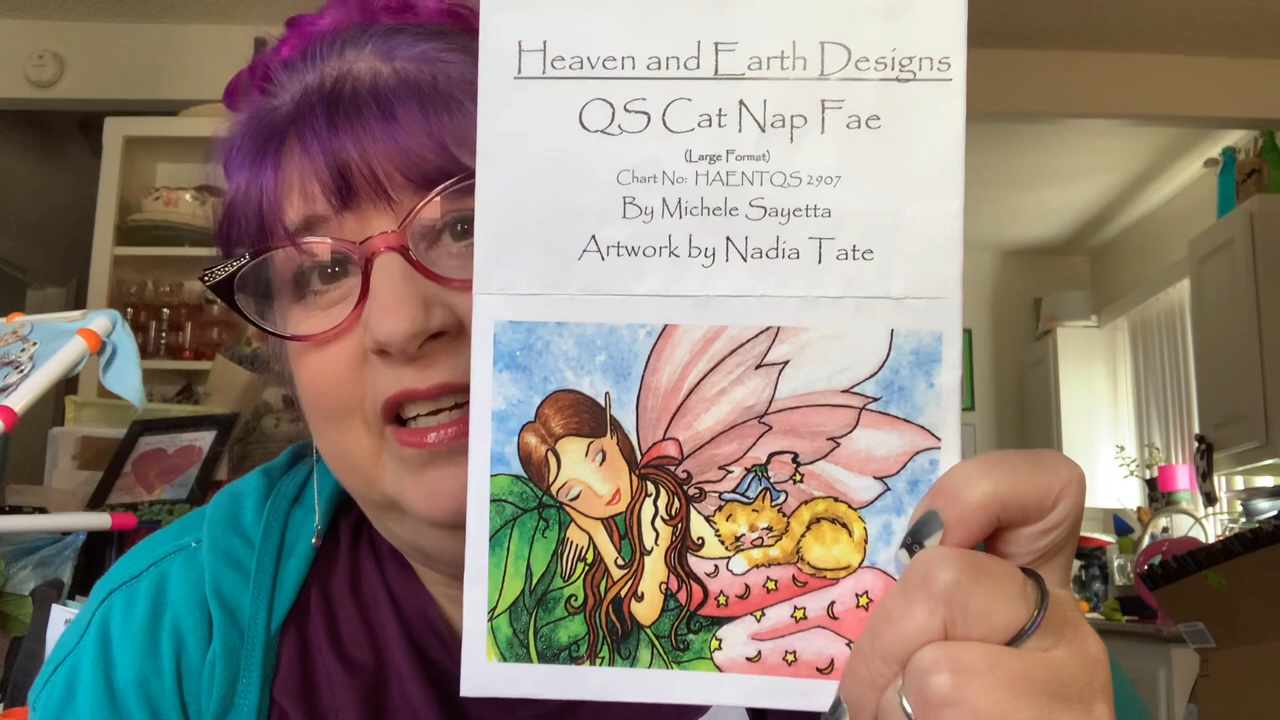 Heaven and Earth Designs
QS Cat Nap Fae
(Large Format)
Chart No: HAENTQS 2907
By Michele Sayetta
Artwork by Nadia Tate